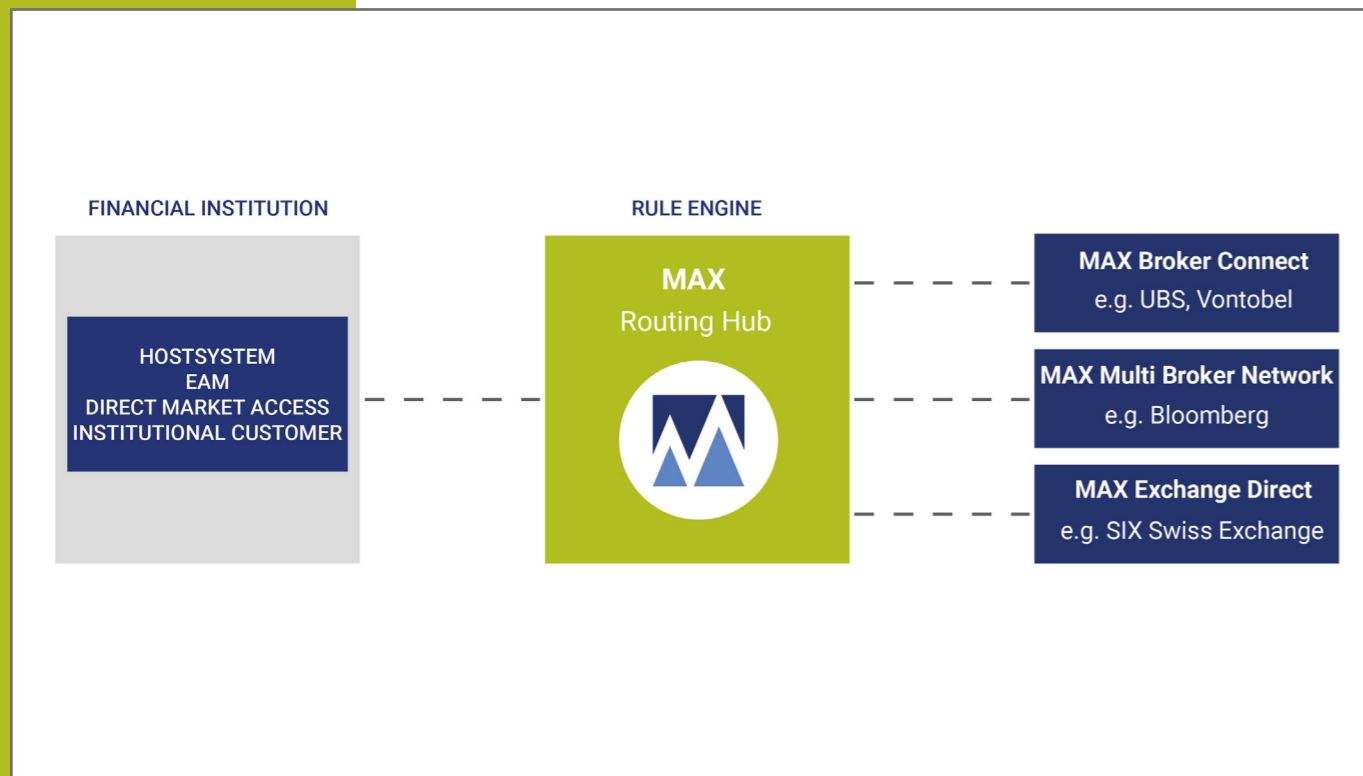 FINANCIAL INSTITUTION
HOSTSYSTEM
EAM
DIRECT MARKET ACCESS
INSTITUTIONAL CUSTOMER
RULE ENGINE
MAX
Routing Hub
MAX Broker Connect
e.g. UBS, Vontobel
MAX Multi Broker Network
e.g. Bloomberg
MAX Exchange Direct
e.g. SIX Swiss Exchange